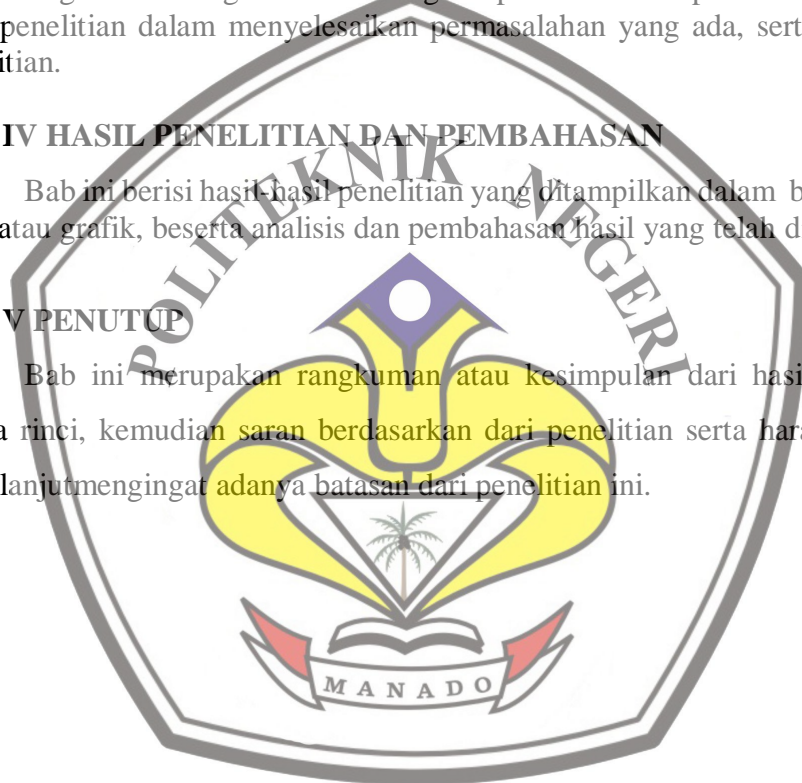 penelitian dalam menyelesaikan permasalahan yang ada, sert
itian.
IV HASIL PENELITIAN DAN PEMBAHASAN
Bab ini berisi hasil-hasil penelitian yang ditampilkan dalam b
atau grafik, beserta analisis dan pembahasan hasil yang telah d
V PENUTUP
Bab ini merupakan rangkuman atau kesimpulan dari hasi
a rinci, kemudian saran berdasarkan dari penelitian serta hara
lanjutmengingat adanya batasan dari penelitian ini.
POLITEKNIK NEGERI
MANADO